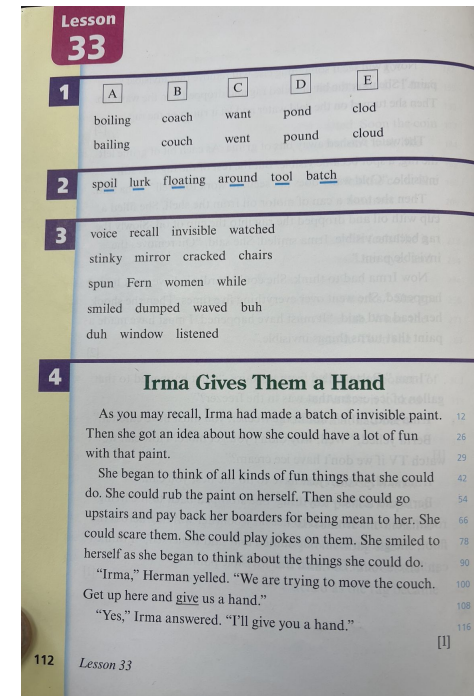 Lesson
33
1
A B C D E
boiling coach want pond clod
bailing couch went pound cloud
2 spoil lurk floating around tool batch
3 voice recall invisible watched
stinky mirror cracked chairs
spun Fern women while
smiled dumped waved buh
duh window listened
4 Irma Gives Them a Hand
As you may recall, Irma had made a batch of invisible paint. 12
Then she got an idea about how she could have a lot of fun 26
with that paint. 29
She began to think of all kinds of fun things that she could 42
do. She could rub the paint on herself. Then she could go 54
upstairs and pay back her boarders for being mean to her. She 66
could scare them. She could play jokes on them. She smiled to 78
herself as she began to think about the things she could do. 90
“Irma,” Herman yelled. “We are trying to move the couch. 100
Get up here and give us a hand.” 108
“Yes,” Irma answered. “I’ll give you a hand.” 116
[1]
112 Lesson 33